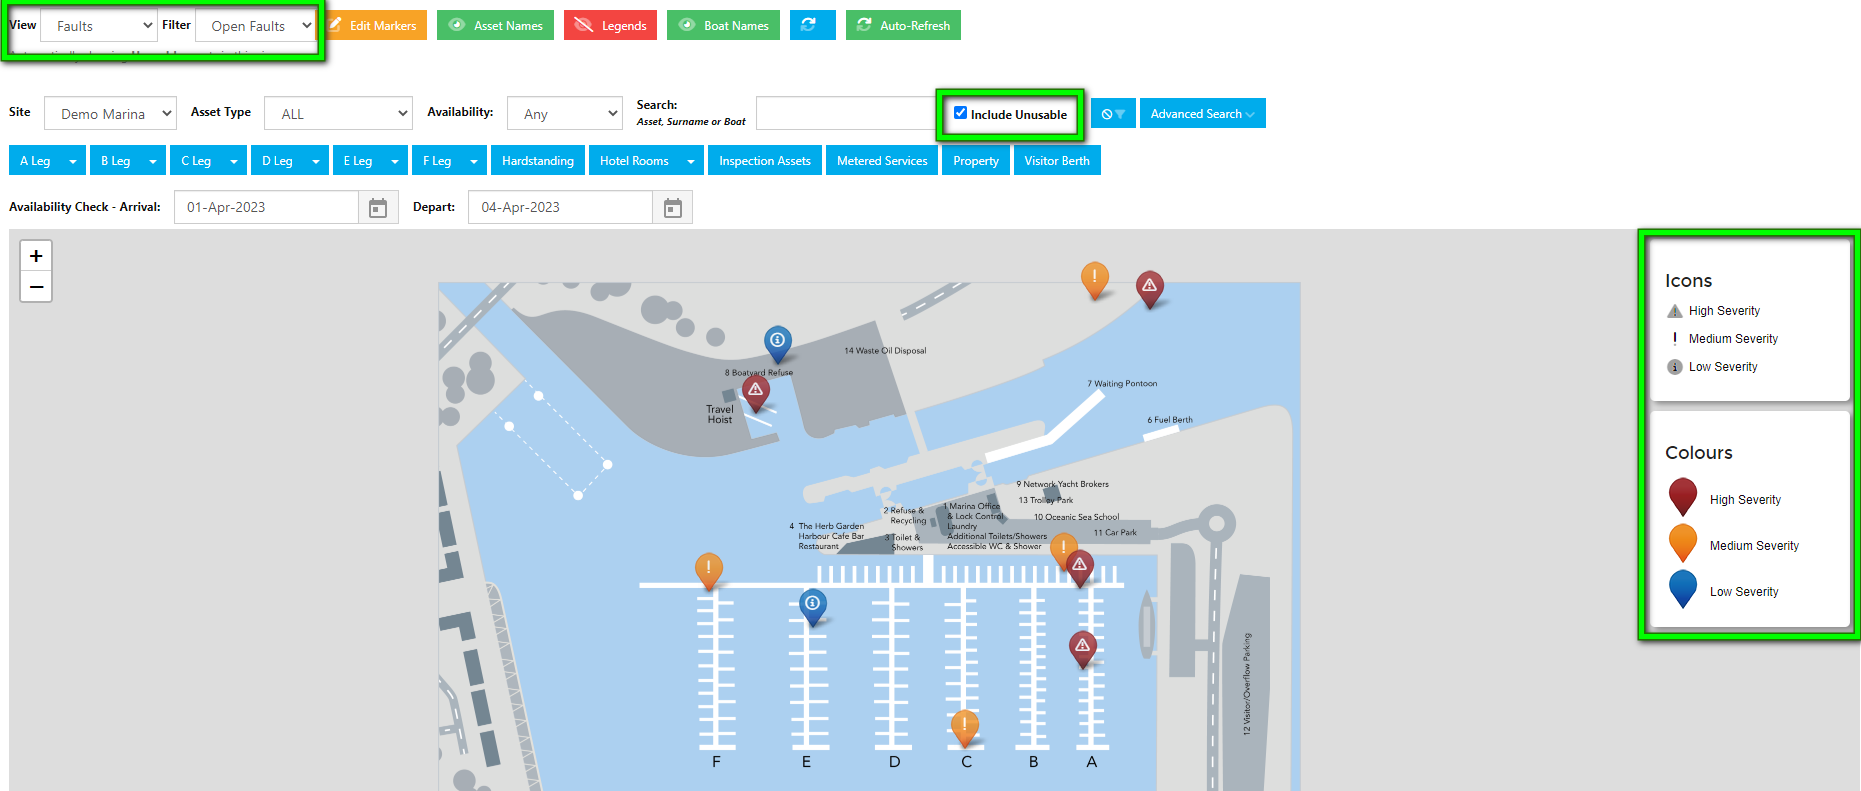 View Faults Filter Open Faults Edit Markers Asset Names Legends Boat Names Auto-Refresh
Site Demo Marina Asset Type ALL Availability: Any Search:
Asset, Surname or Boat
Include Unusable Advanced Search
A Leg B Leg C Leg D Leg E Leg F Leg Hardstanding Hotel Rooms Inspection Assets Metered Services Property Visitor Berth
Availability Check - Arrival: 01-Apr-2023 Depart: 04-Apr-2023
+
−
Icons
High Severity
Medium Severity
Low Severity
Colours
High Severity
Medium Severity
Low Severity
14 Waste Oil Disposal
8 Boatyard Refuse
Travel
Hoist
7 Waiting Pontoon
6 Fuel Berth
9 Network Yacht Brokers
13 Trolley Park
10 Oceanic Sea School
11 Car Park
1 Marina Office
& Lock Control
Laundry
Additional Toilets/Showers
Accessible WC & Shower
2 Refuse &
Recycling
3 Toilet &
Showers
4 The Herb Garden
Harbour Cafe Bar
Restaurant
12 Visitor/Overflow Parking
F E D C B A